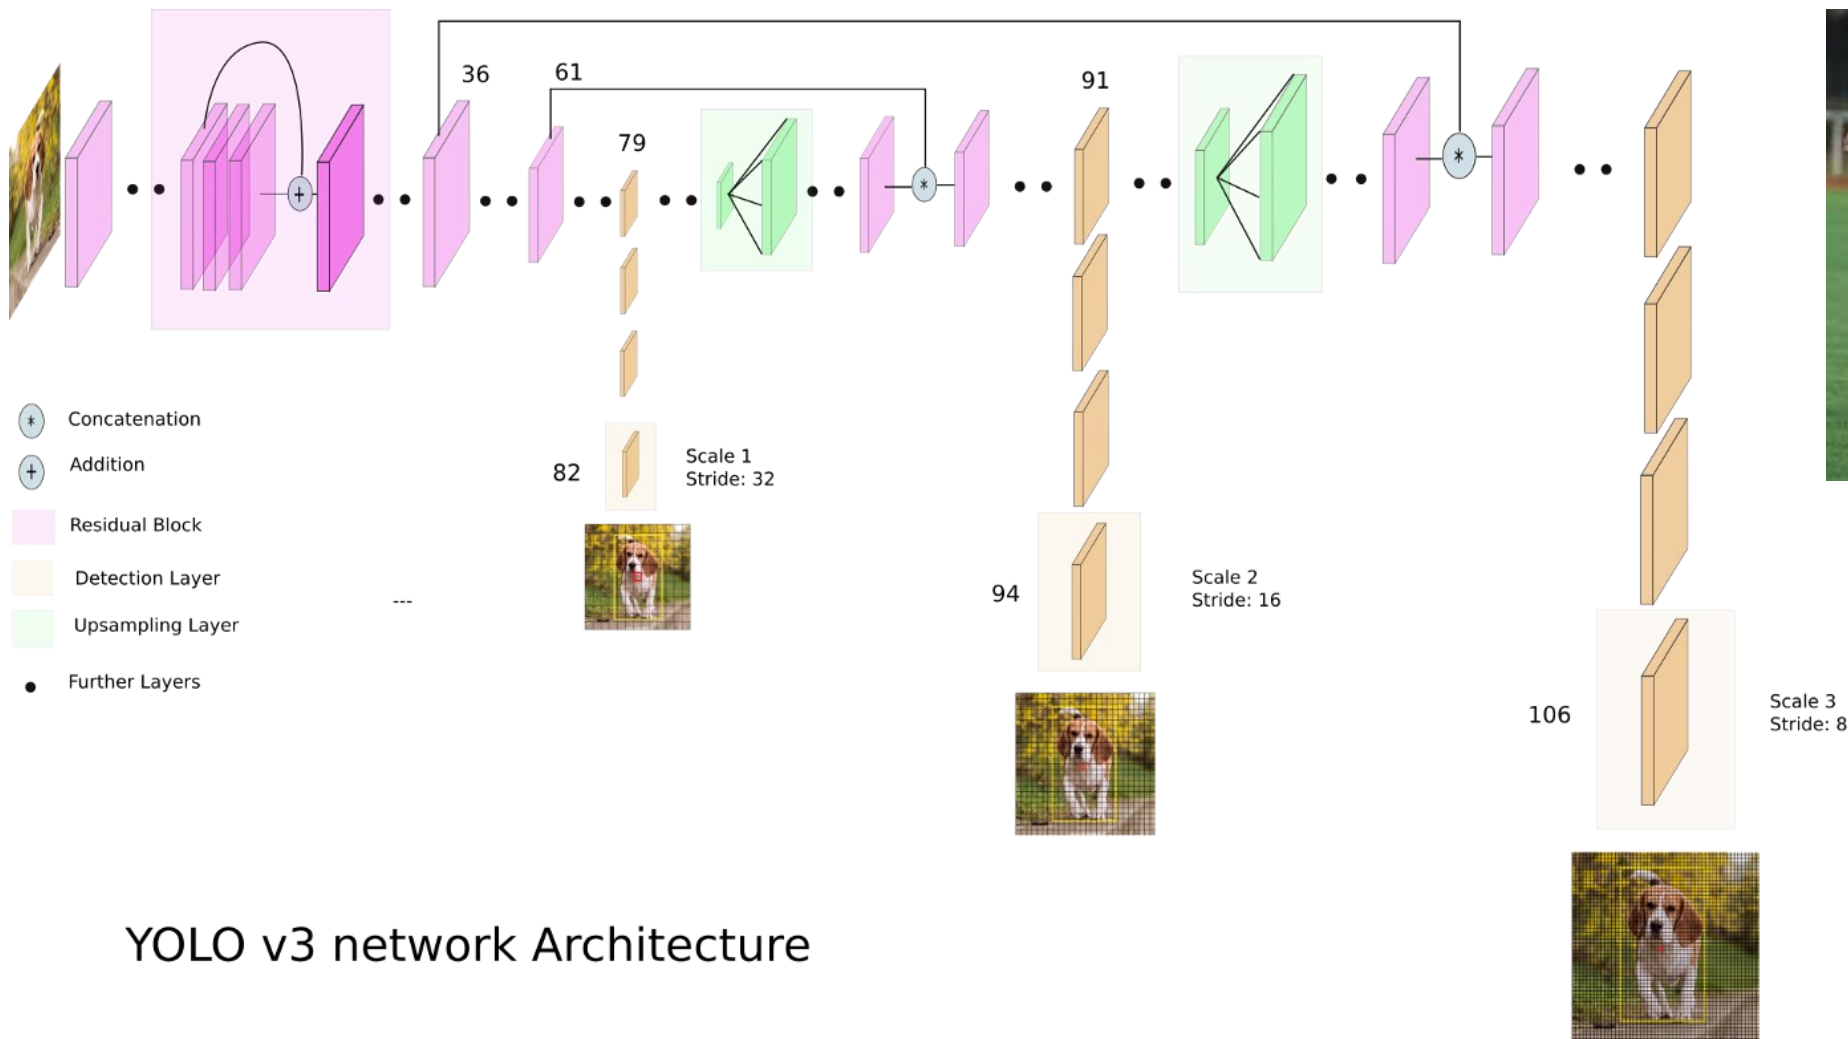 36
61
91
79
*
*
+
* Concatenation
+ Addition
Residual Block
Detection Layer
Upsampling Layer
Further Layers
---
82
Scale 1
Stride: 32
94
Scale 2
Stride: 16
106
Scale 3
Stride: 8
YOLO v3 network Architecture